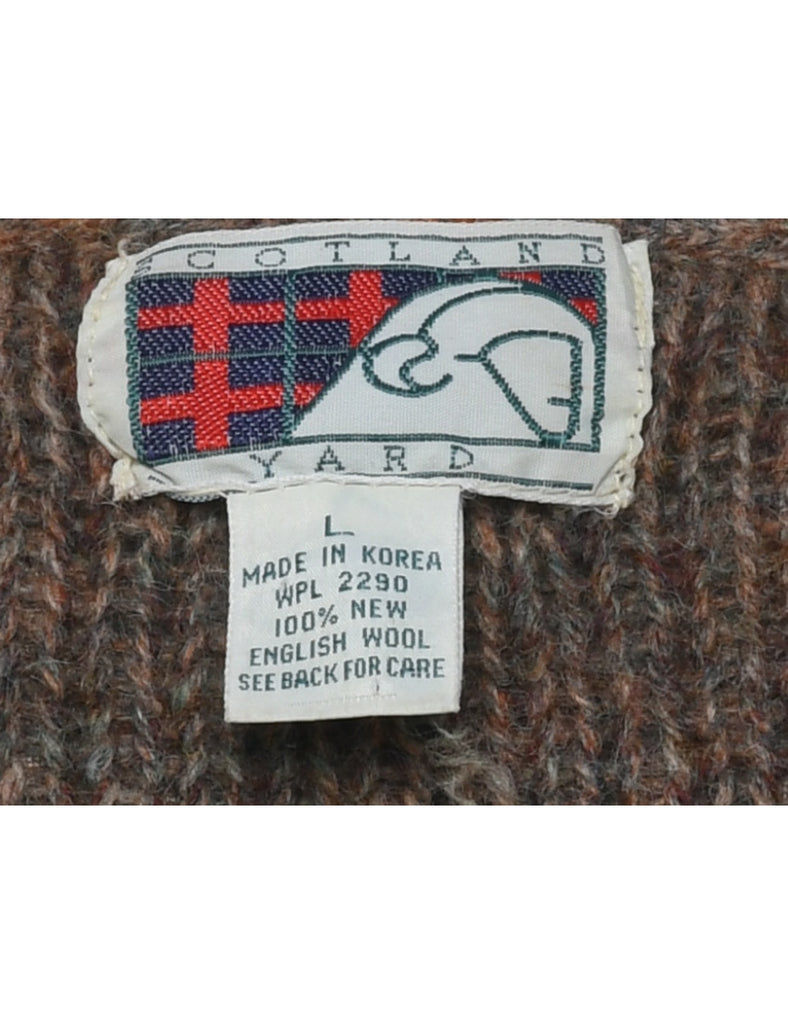 SCOTLAND
YARD
L
MADE IN KOREA
WPL 2290
100% NEW
ENGLISH WOOL
SEE BACK FOR CARE